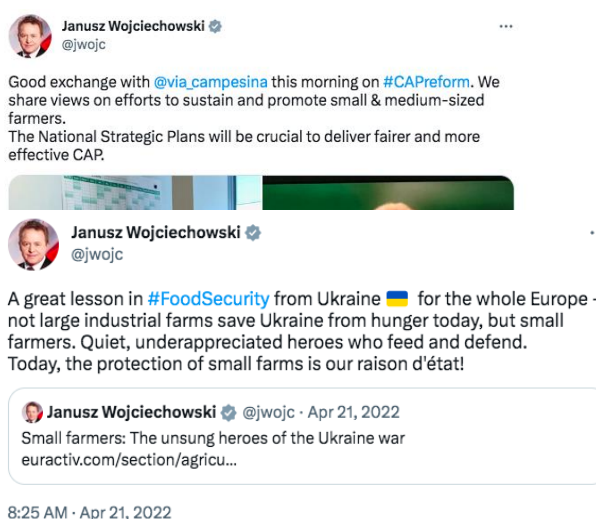 Janusz Wojciechowski
@jwojc
Good exchange with @via_campesina this morning on #CAPreform. We
share views on efforts to sustain and promote small & medium-sized
farmers.
The National Strategic Plans will be crucial to deliver fairer and more
effective CAP.
Janusz Wojciechowski
@jwojc
A great lesson in #FoodSecurity from Ukraine 🇺🇦 for the whole Europe -
not large industrial farms save Ukraine from hunger today, but small
farmers. Quiet, underappreciated heroes who feed and defend.
Today, the protection of small farms is our raison d'état!
Janusz Wojciechowski @jwojc · Apr 21, 2022
Small farmers: The unsung heroes of the Ukraine war
euractiv.com/section/agricu...
8:25 AM · Apr 21, 2022